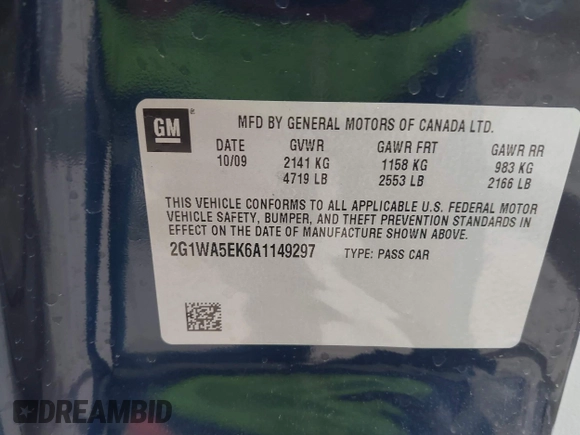 GM
MFD BY GENERAL MOTORS OF CANADA LTD.
DATE GVWR GAWR FRT GAWR RR
10/09 2141 KG 1158 KG 983 KG
4719 LB 2553 LB 2166 LB
THIS VEHICLE CONFORMS TO ALL APPLICABLE U.S. FEDERAL MOTOR
VEHICLE SAFETY, BUMPER, AND THEFT PREVENTION STANDARDS IN
EFFECT ON THE DATE OF MANUFACTURE SHOWN ABOVE.
2G1WA5EK6A1149297 TYPE: PASS CAR
DREAMBID